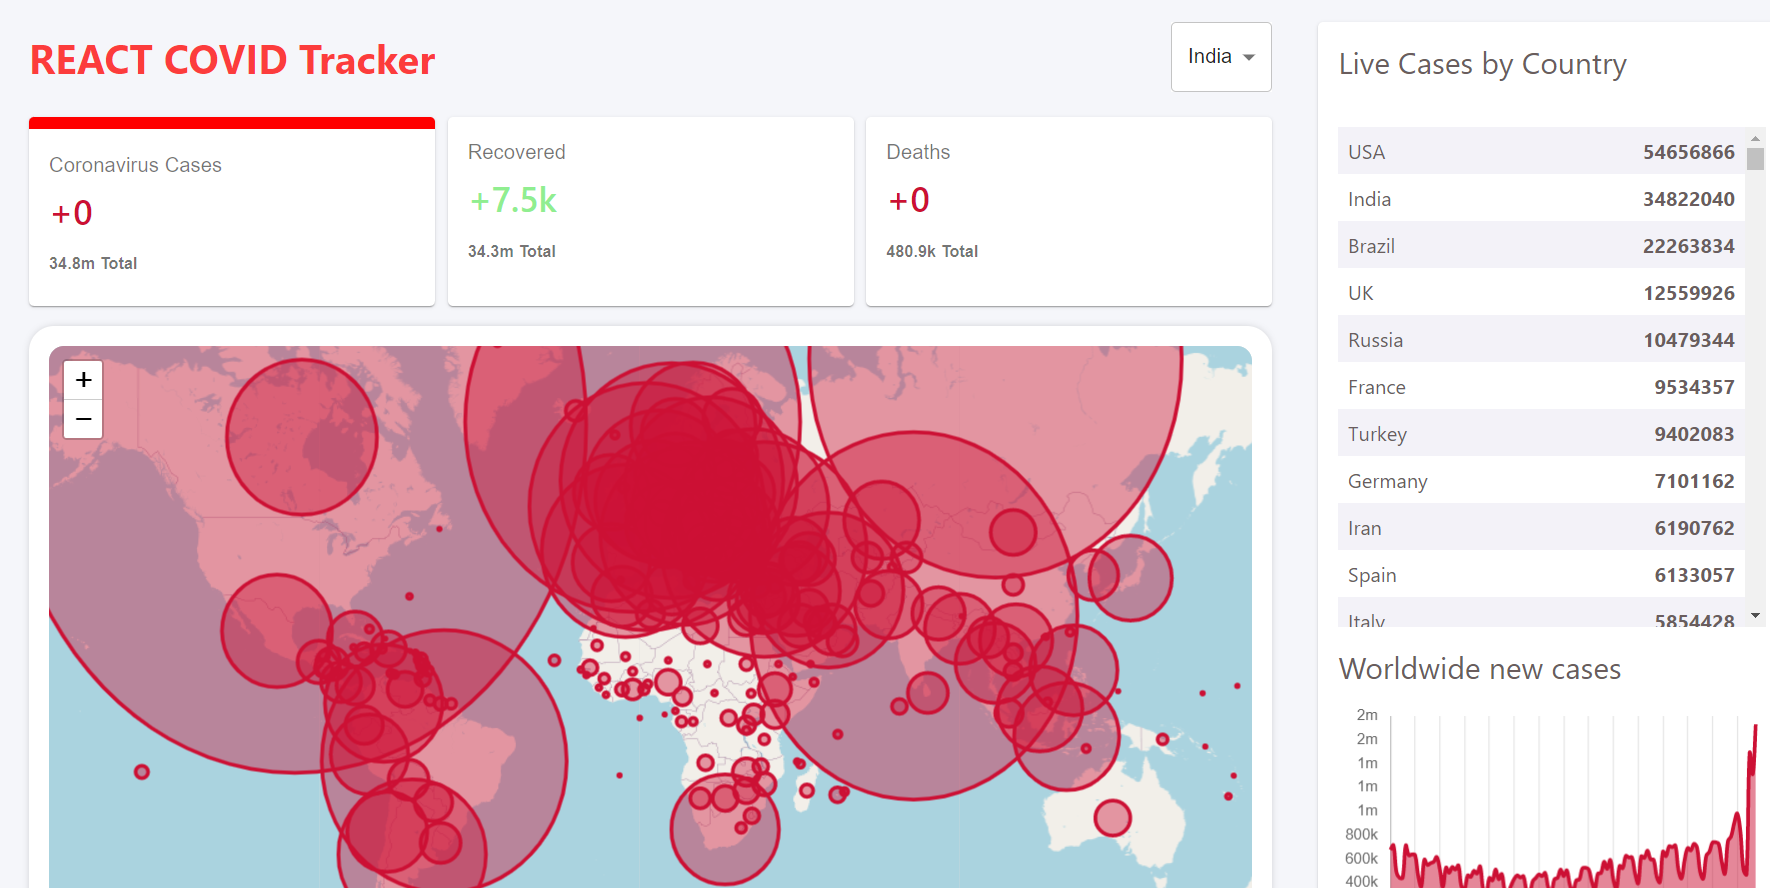 REACT COVID Tracker
India
Coronavirus Cases
+0
34.8m Total
Recovered
+7.5k
34.3m Total
Deaths
+0
480.9k Total
+
−
Live Cases by Country
USA 54656866
India 34822040
Brazil 22263834
UK 12559926
Russia 10479344
France 9534357
Turkey 9402083
Germany 7101162
Iran 6190762
Spain 6133057
Italy 5854428
Worldwide new cases
2m
2m
1m
1m
1m
800k
600k
400k